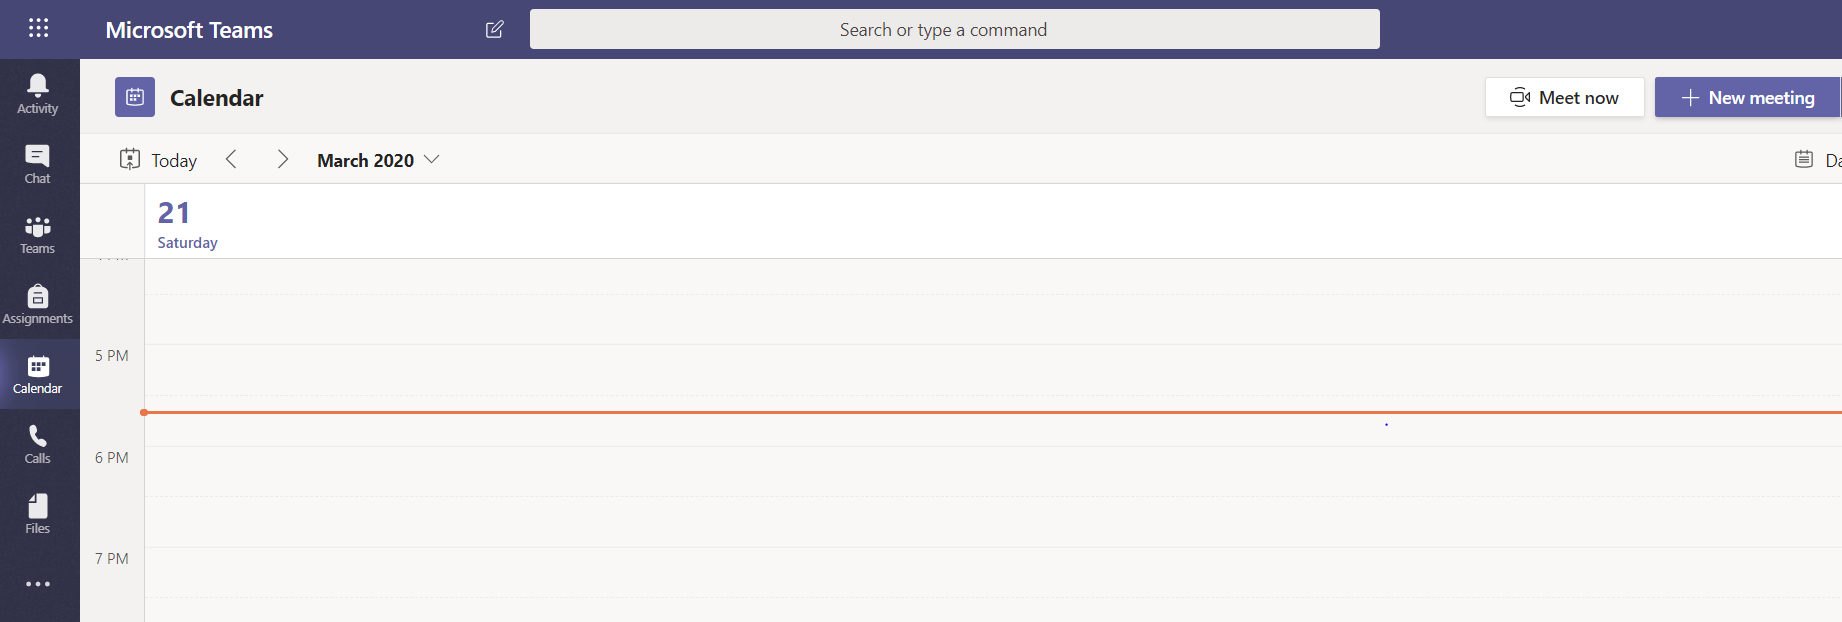 Microsoft Teams
Search or type a command
Activity
Chat
Teams
Assignments
Calendar
Calls
Files
Calendar
Meet now
New meeting
Today
March 2020
21
Saturday
5 PM
6 PM
7 PM